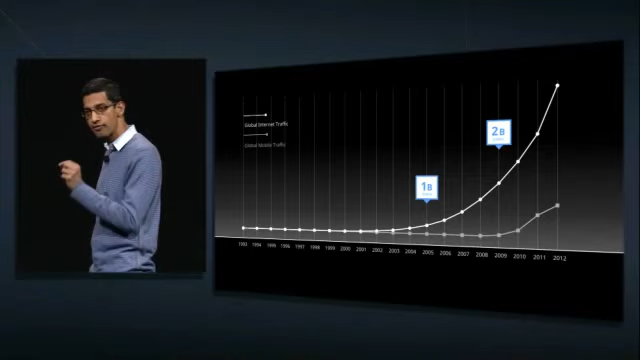 Global Internet Traffic
Global Mobile Traffic
1B
2B
1993 1994 1995 1996 1997 1998 1999 2000 2001 2002 2003 2004 2005 2006 2007 2008 2009 2010 2011 2012